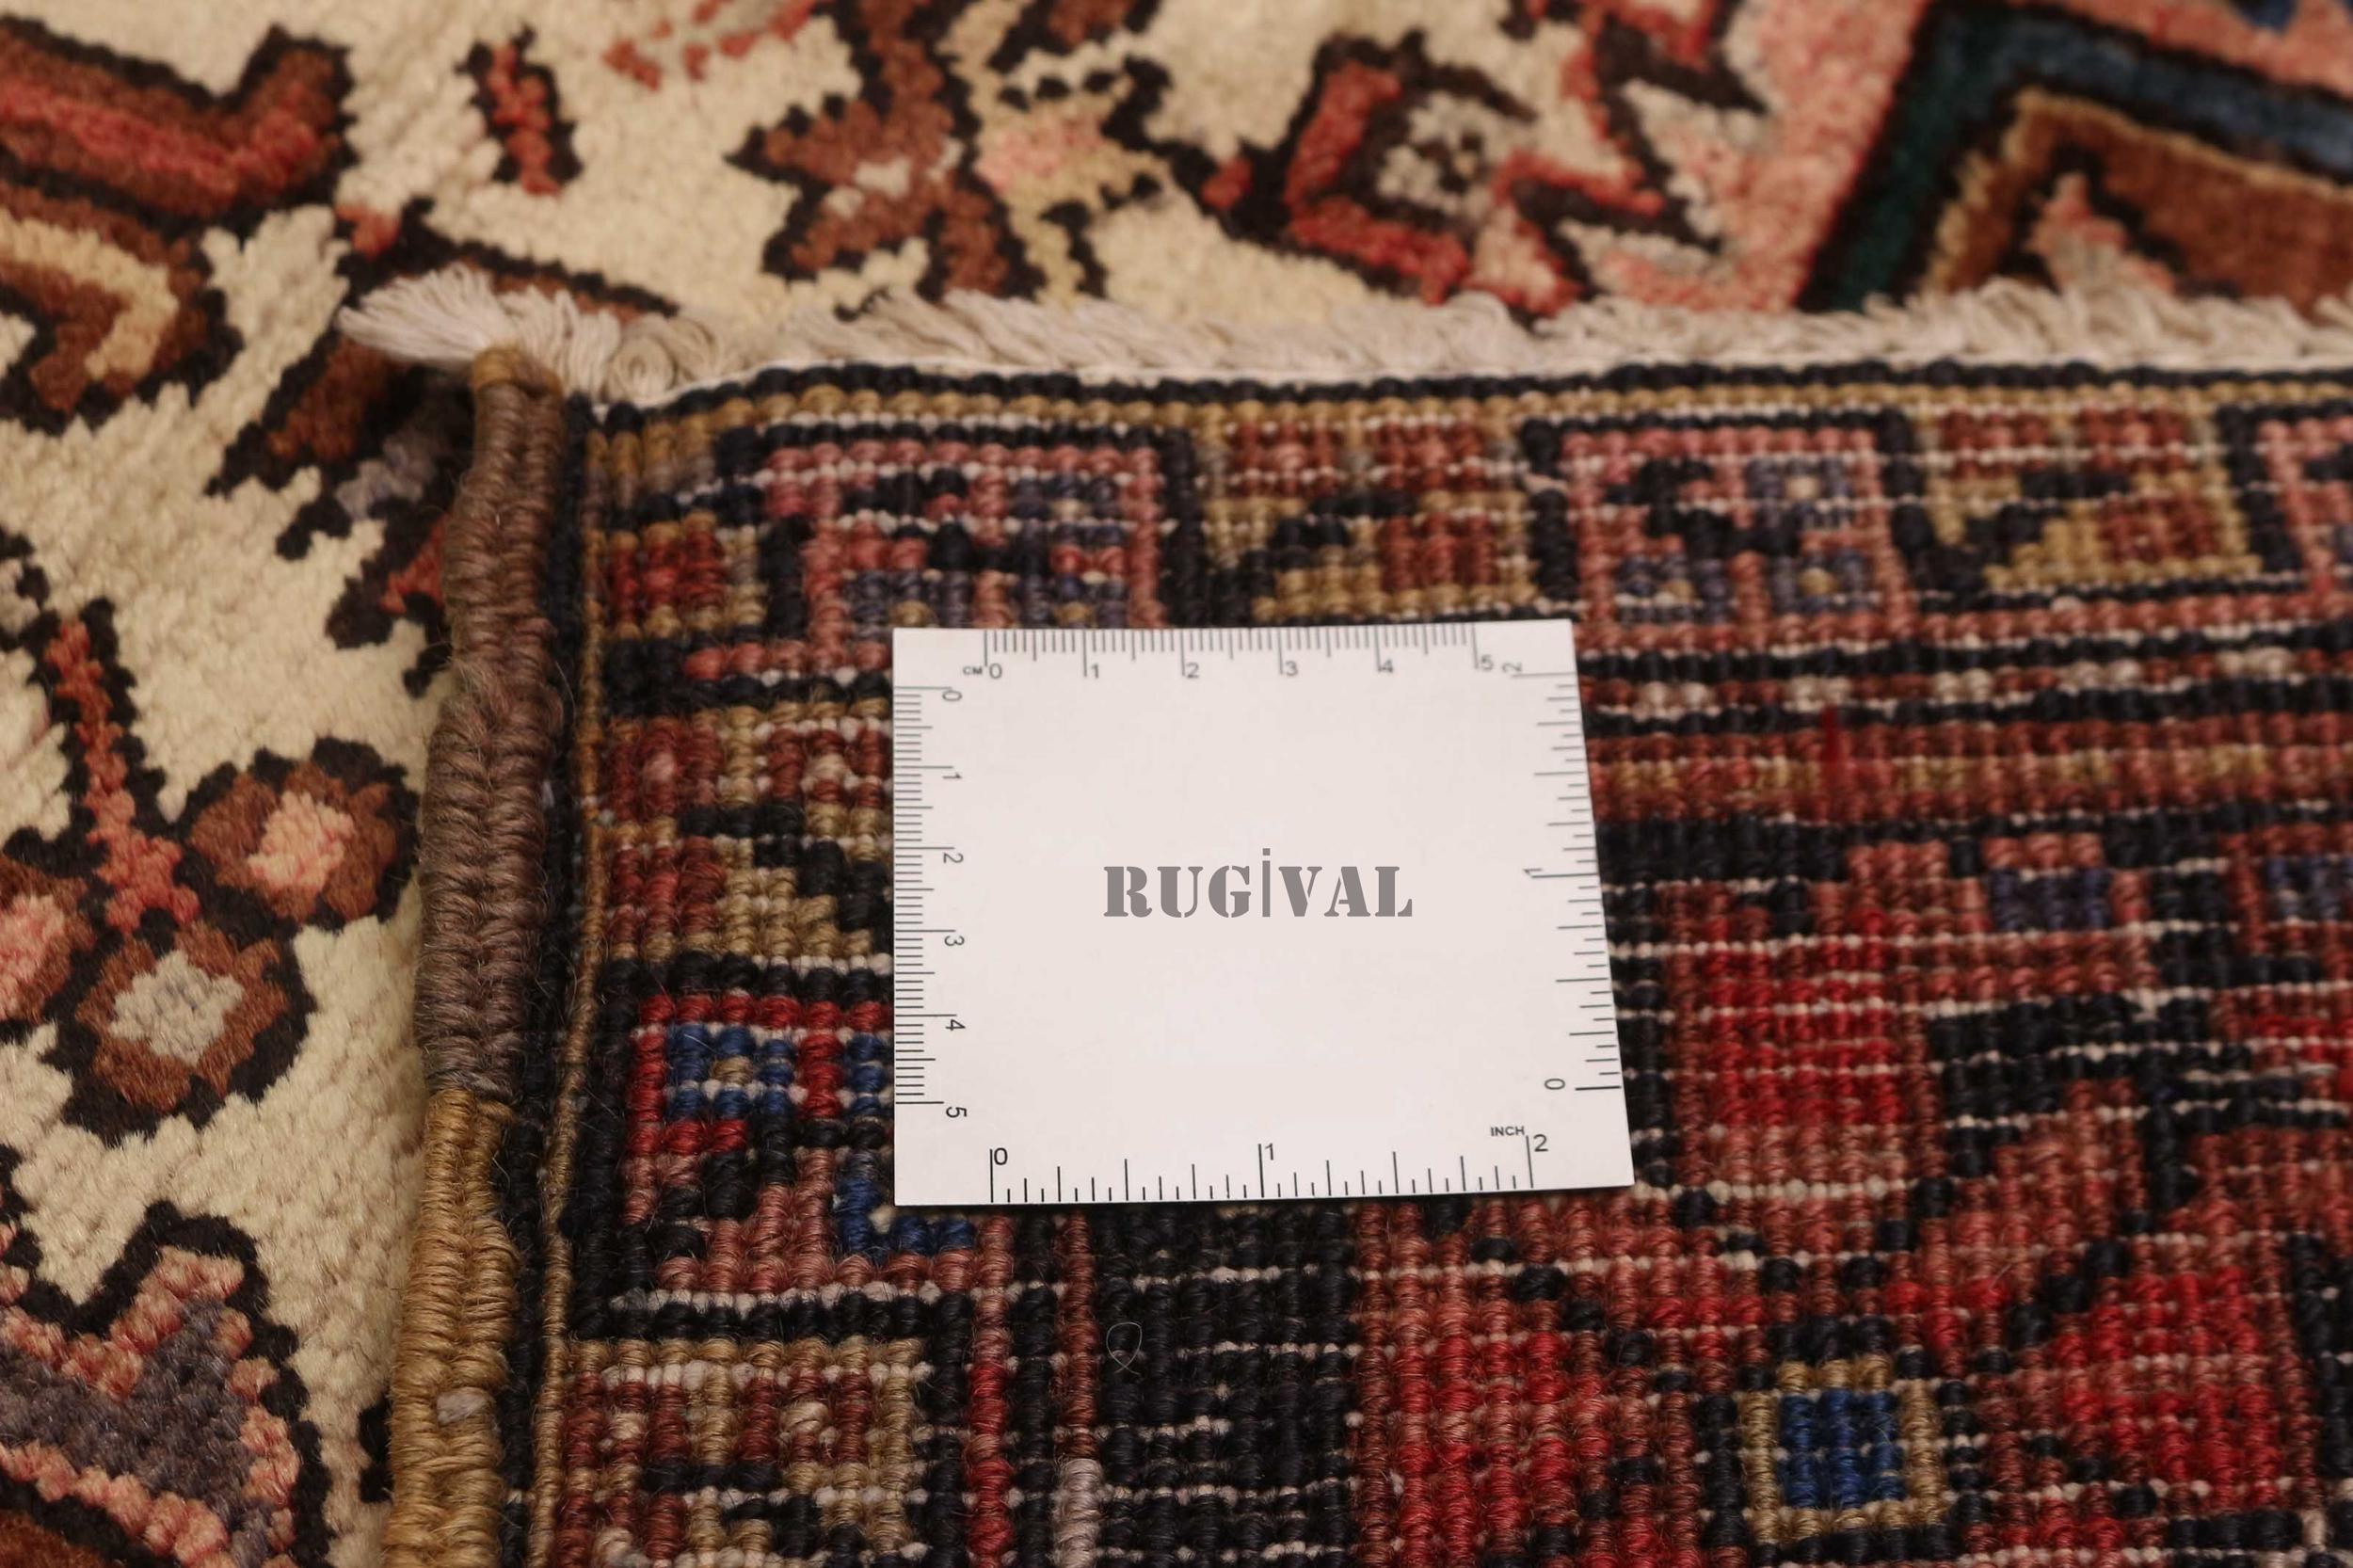 CM 0 1 2 3 4 5
0 1 2 3 4 5
2 1 0
RUGİVAL
INCH
0 1 2